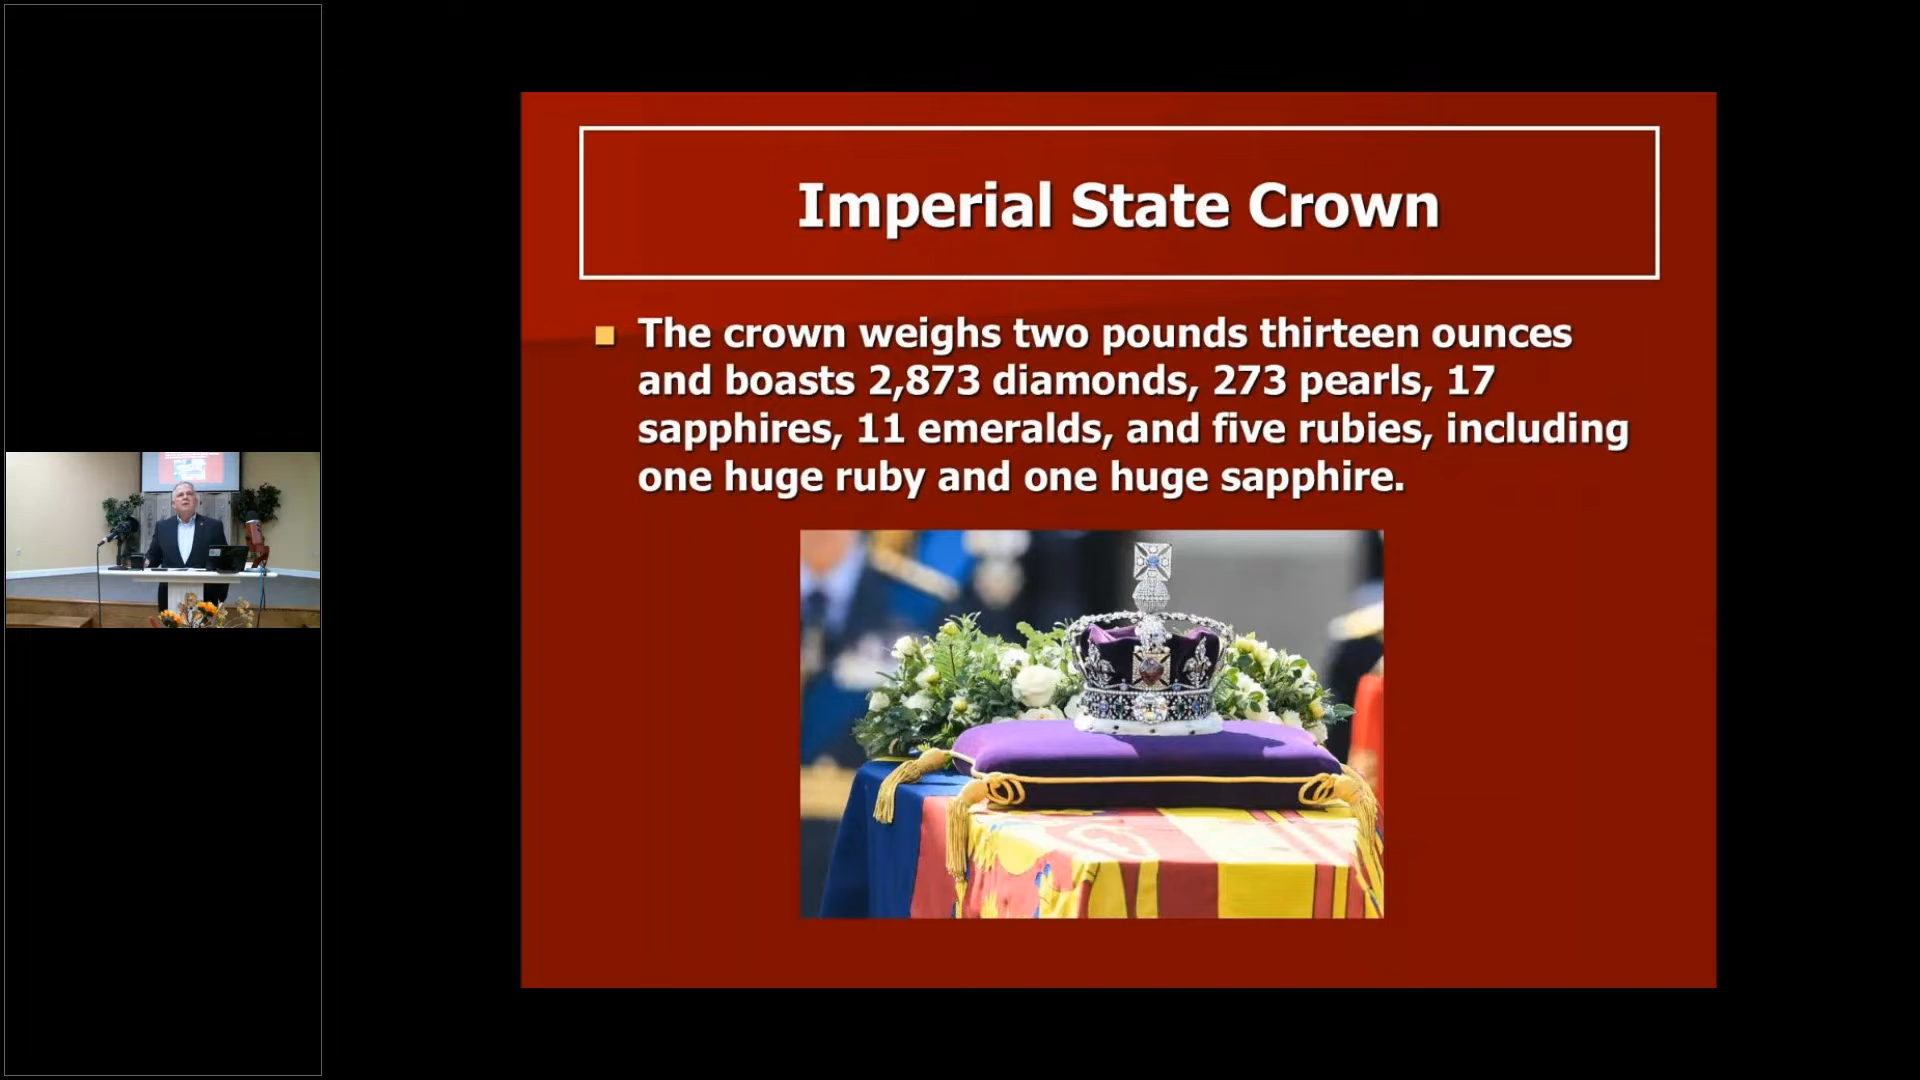 Imperial State Crown
The crown weighs two pounds thirteen ounces
and boasts 2,873 diamonds, 273 pearls, 17
sapphires, 11 emeralds, and five rubies, including
one huge ruby and one huge sapphire.